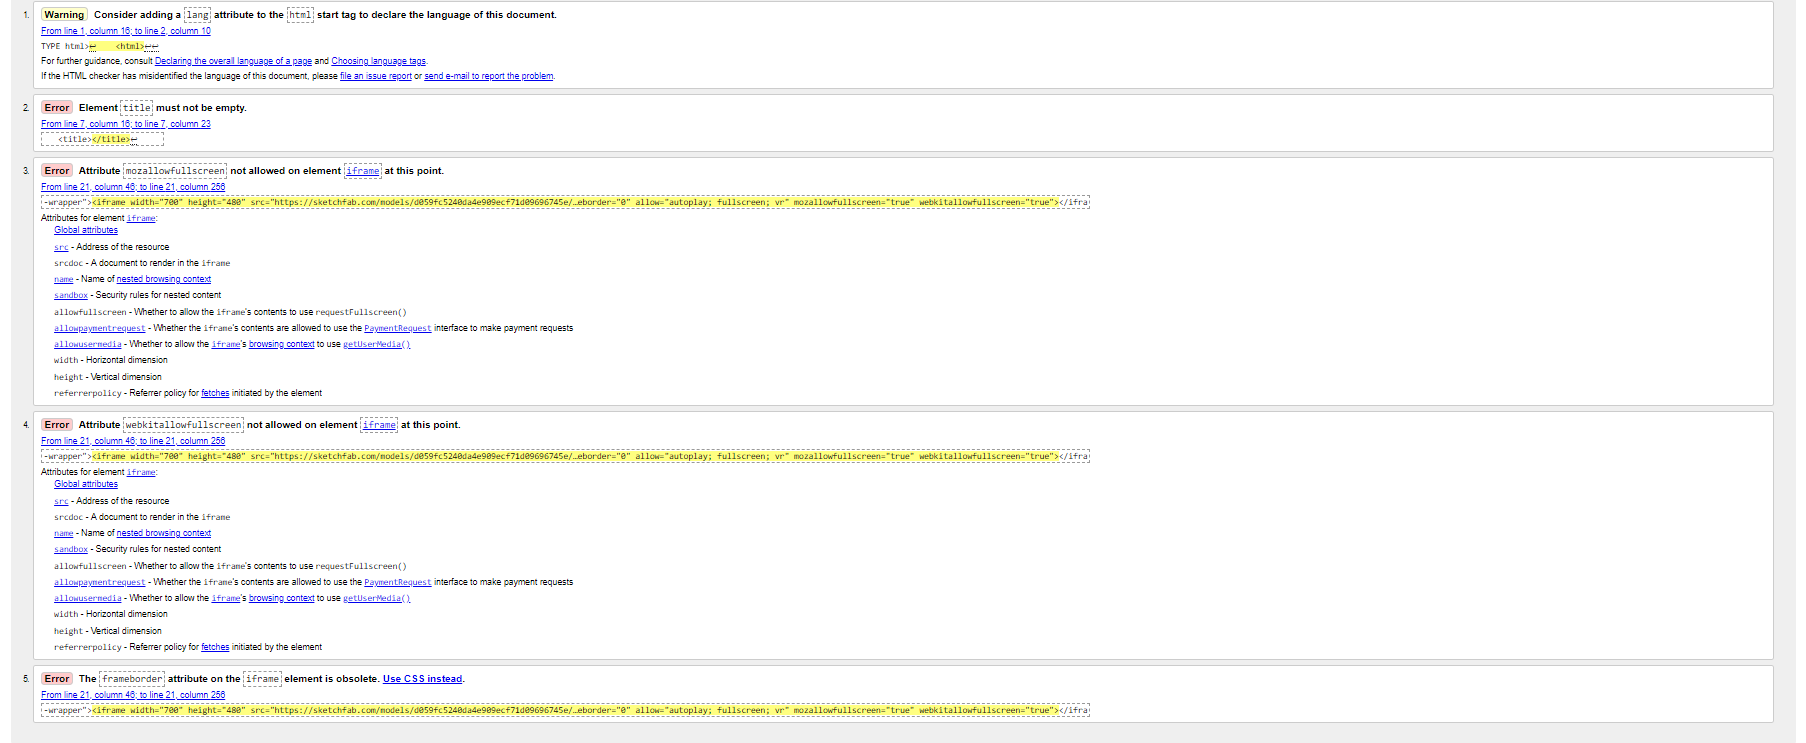 1. Warning Consider adding a lang attribute to the html start tag to declare the language of this document.
From line 1, column 16; to line 2, column 10
TYPE html>↩    <html>↩↩
For further guidance, consult Declaring the overall language of a page and Choosing language tags.
If the HTML checker has misidentified the language of this document, please file an issue report or send e-mail to report the problem.
2. Error Element title must not be empty.
From line 7, column 16; to line 7, column 23
<title></title>↩
3. Error Attribute mozallowfullscreen not allowed on element iframe at this point.
From line 21, column 46; to line 21, column 256
-wrapper"><iframe width="700" height="480" src="https://sketchfab.com/models/d059fc5240da4e909ecf71d09696745e/…eborder="0" allow="autoplay; fullscreen; vr" mozallowfullscreen="true" webkitallowfullscreen="true"></ifra
Attributes for element iframe:
Global attributes
src - Address of the resource
srcdoc - A document to render in the iframe
name - Name of nested browsing context
sandbox - Security rules for nested content
allowfullscreen - Whether to allow the iframe's contents to use requestFullscreen()
allowpaymentrequest - Whether the iframe's contents are allowed to use the PaymentRequest interface to make payment requests
allowusermedia - Whether to allow the iframe's browsing context to use getUserMedia()
width - Horizontal dimension
height - Vertical dimension
referrerpolicy - Referrer policy for fetches initiated by the element
4. Error Attribute webkitallowfullscreen not allowed on element iframe at this point.
From line 21, column 46; to line 21, column 256
-wrapper"><iframe width="700" height="480" src="https://sketchfab.com/models/d059fc5240da4e909ecf71d09696745e/…eborder="0" allow="autoplay; fullscreen; vr" mozallowfullscreen="true" webkitallowfullscreen="true"></ifra
Attributes for element iframe:
Global attributes
src - Address of the resource
srcdoc - A document to render in the iframe
name - Name of nested browsing context
sandbox - Security rules for nested content
allowfullscreen - Whether to allow the iframe's contents to use requestFullscreen()
allowpaymentrequest - Whether the iframe's contents are allowed to use the PaymentRequest interface to make payment requests
allowusermedia - Whether to allow the iframe's browsing context to use getUserMedia()
width - Horizontal dimension
height - Vertical dimension
referrerpolicy - Referrer policy for fetches initiated by the element
5. Error The frameborder attribute on the iframe element is obsolete. Use CSS instead.
From line 21, column 46; to line 21, column 256
-wrapper"><iframe width="700" height="480" src="https://sketchfab.com/models/d059fc5240da4e909ecf71d09696745e/…eborder="0" allow="autoplay; fullscreen; vr" mozallowfullscreen="true" webkitallowfullscreen="true"></ifra